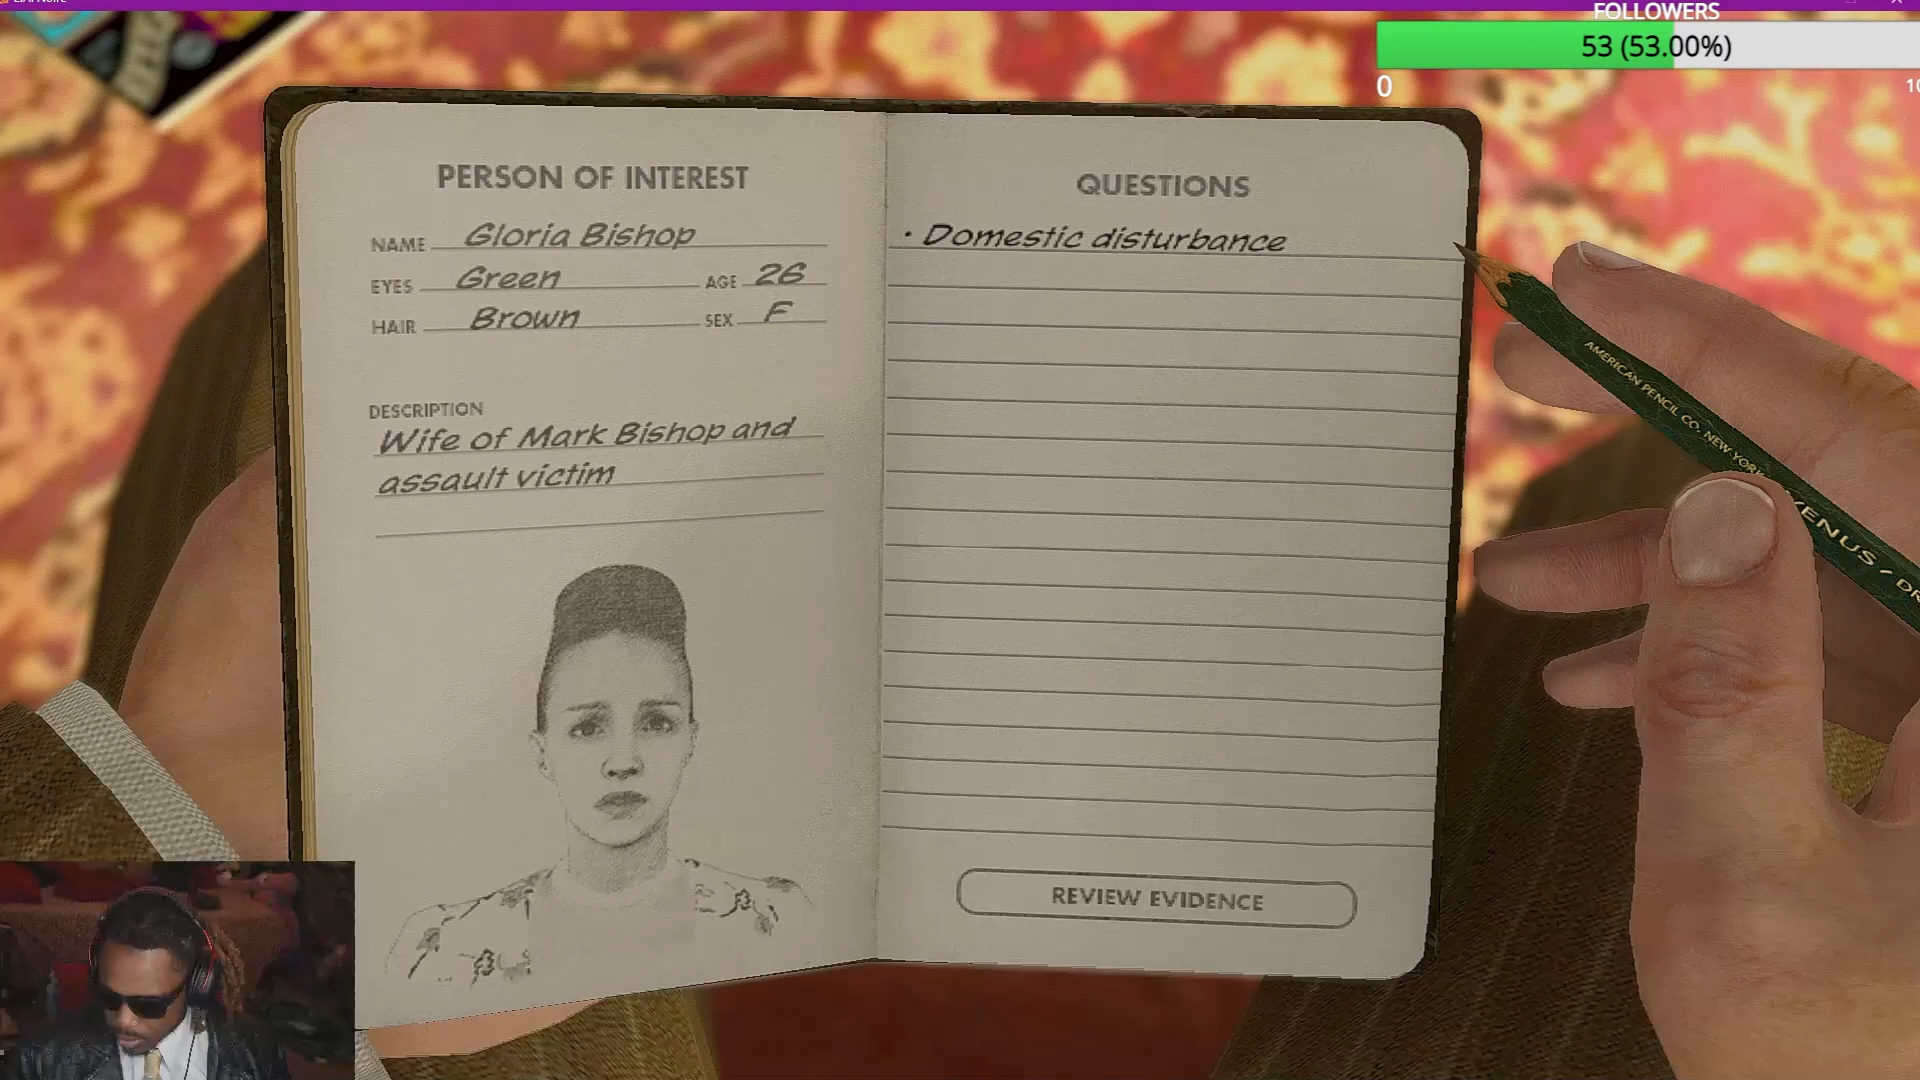 FOLLOWERS
53 (53.00%)
0
PERSON OF INTEREST
NAME Gloria Bishop
EYES Green AGE 26
HAIR Brown SEX F
DESCRIPTION
Wife of Mark Bishop and
assault victim
QUESTIONS
• Domestic disturbance
REVIEW EVIDENCE
AMERICAN PENCIL CO. NEW YORK
VENUS